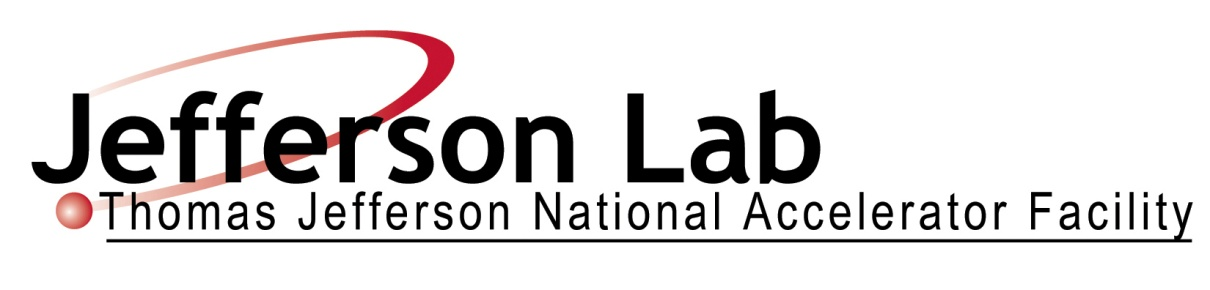 Jefferson Lab
Thomas Jefferson National Accelerator Facility